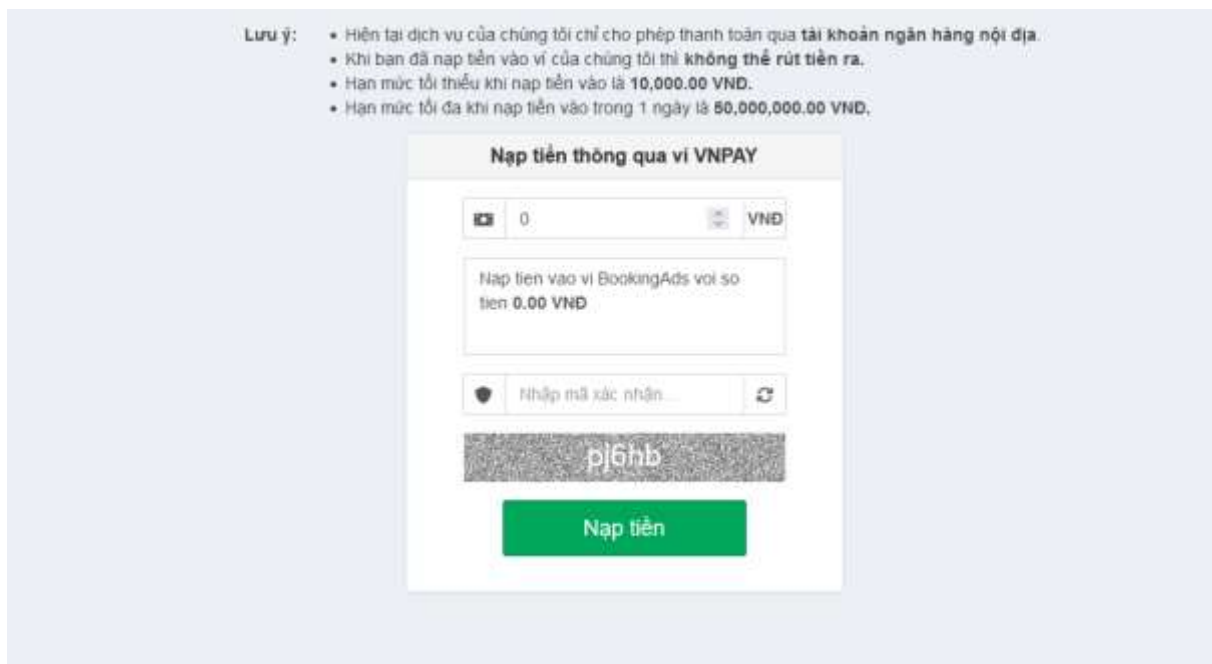 Lưu ý:
• Hiện tại dịch vụ của chúng tôi chỉ cho phép thanh toán qua tài khoản ngân hàng nội địa.
• Khi bạn đã nạp tiền vào ví của chúng tôi thì không thể rút tiền ra.
• Hạn mức tối thiểu khi nạp tiền vào là 10,000.00 VNĐ.
• Hạn mức tối đa khi nạp tiền vào trong 1 ngày là 50,000,000.00 VNĐ.
Nạp tiền thông qua ví VNPAY
0 VNĐ
Nap tien vao vi BookingAds voi so
tien 0.00 VNĐ
Nhập mã xác nhận...
pj6hb
Nạp tiền